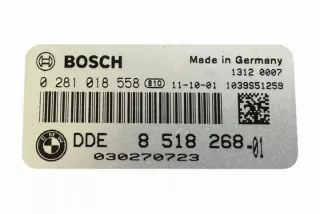 BOSCH
Made in Germany
1312 0007
0 281 018 558 B10 11-10-01 1039S51259
DDE 8 518 268-01
030270723